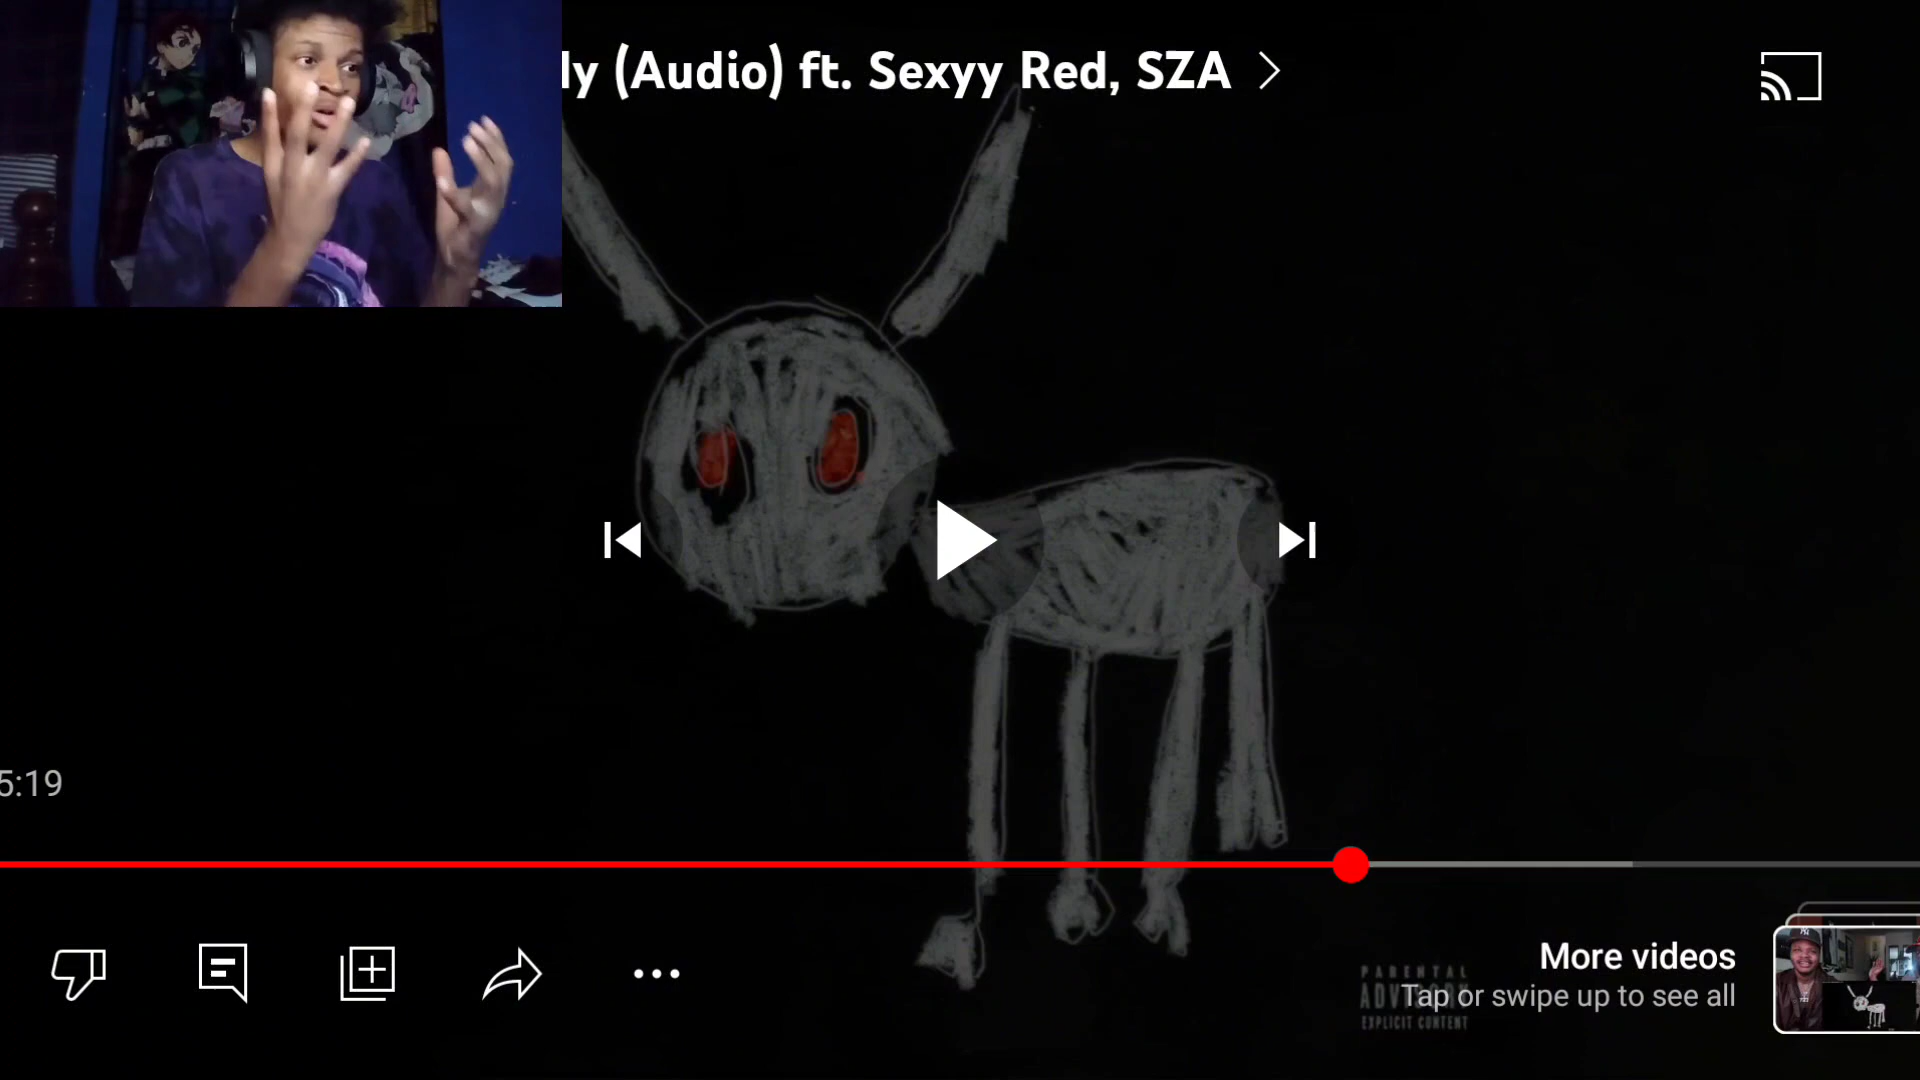 ly (Audio) ft. Sexyy Red, SZA
5:19
More videos
Tap or swipe up to see all
PARENTAL
ADVISORY
EXPLICIT CONTENT